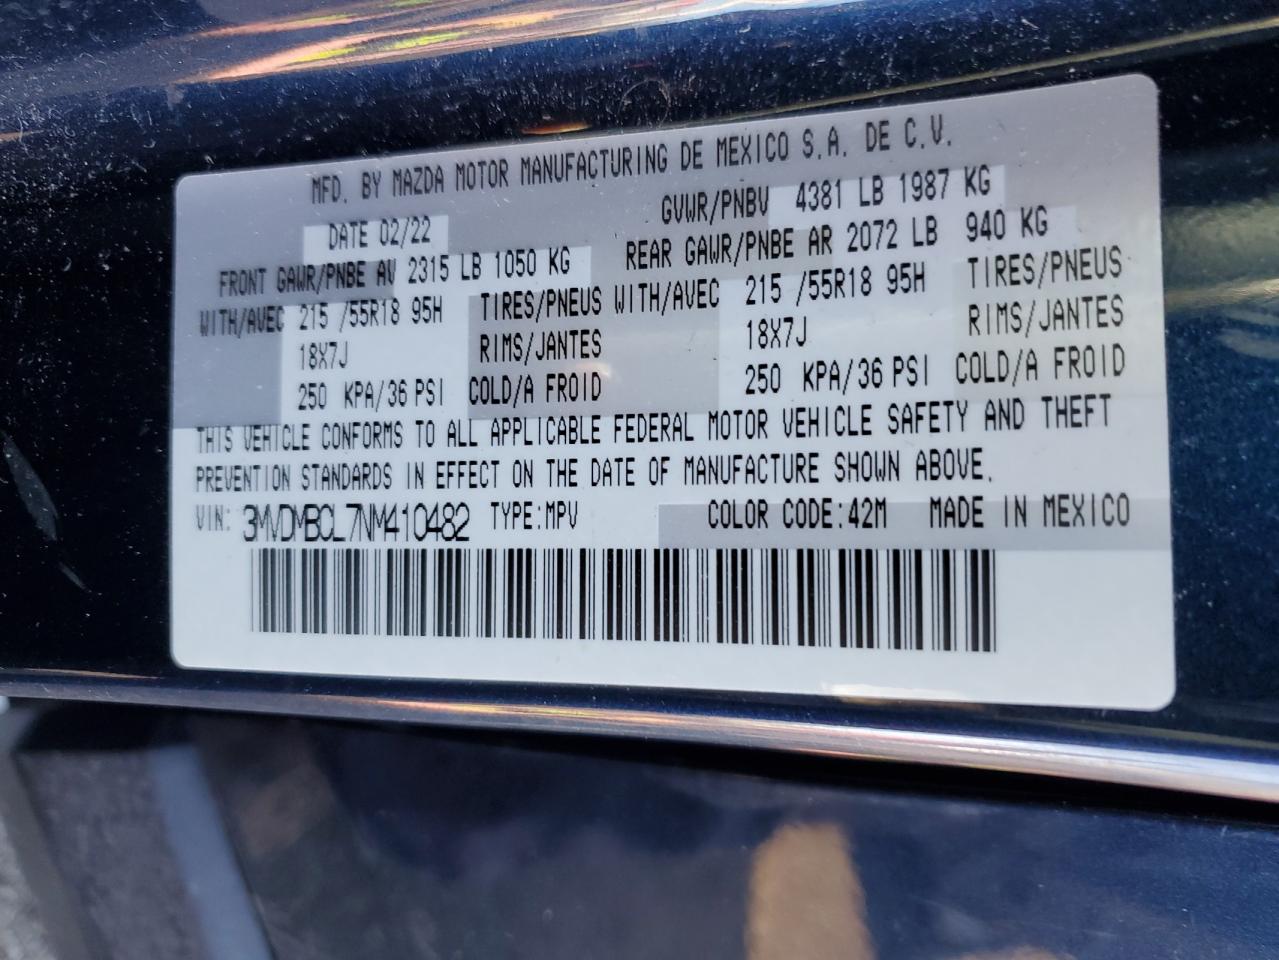 MFD. BY MAZDA MOTOR MANUFACTURING DE MEXICO S.A. DE C.V.
DATE 02/22 GVWR/PNBV 4381 LB 1987 KG
FRONT GAWR/PNBE AV 2315 LB 1050 KG REAR GAWR/PNBE AR 2072 LB 940 KG
WITH/AVEC 215 /55R18 95H TIRES/PNEUS WITH/AVEC 215 /55R18 95H TIRES/PNEUS
18X7J RIMS/JANTES 18X7J RIMS/JANTES
250 KPA/36 PSI COLD/A FROID 250 KPA/36 PSI COLD/A FROID
THIS VEHICLE CONFORMS TO ALL APPLICABLE FEDERAL MOTOR VEHICLE SAFETY AND THEFT
PREVENTION STANDARDS IN EFFECT ON THE DATE OF MANUFACTURE SHOWN ABOVE.
VIN: 3MVDMBCL7NM410482 TYPE:MPV COLOR CODE:42M MADE IN MEXICO